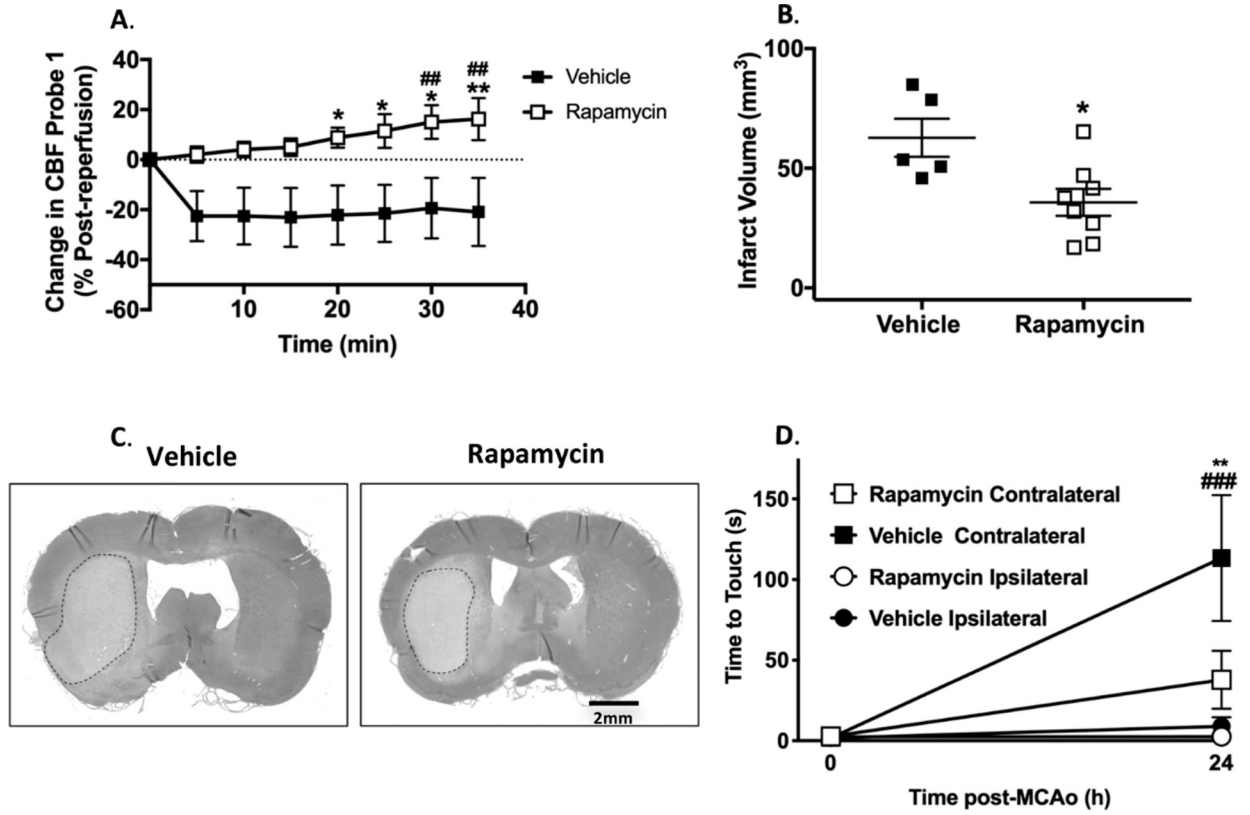 A.
Change in CBF Probe 1
(% Post-reperfusion)
40
20
0
-20
-40
-60
10
20
30
40
Time (min)
*
*
##
*
##
**
Vehicle
Rapamycin
B.
Infarct Volume (mm³)
100
50
0
*
Vehicle
Rapamycin
C.
Vehicle
Rapamycin
2mm
D.
Time to Touch (s)
150
100
50
0
Rapamycin Contralateral
Vehicle Contralateral
Rapamycin Ipsilateral
Vehicle Ipsilateral
**
###
0
24
Time post-MCAo (h)